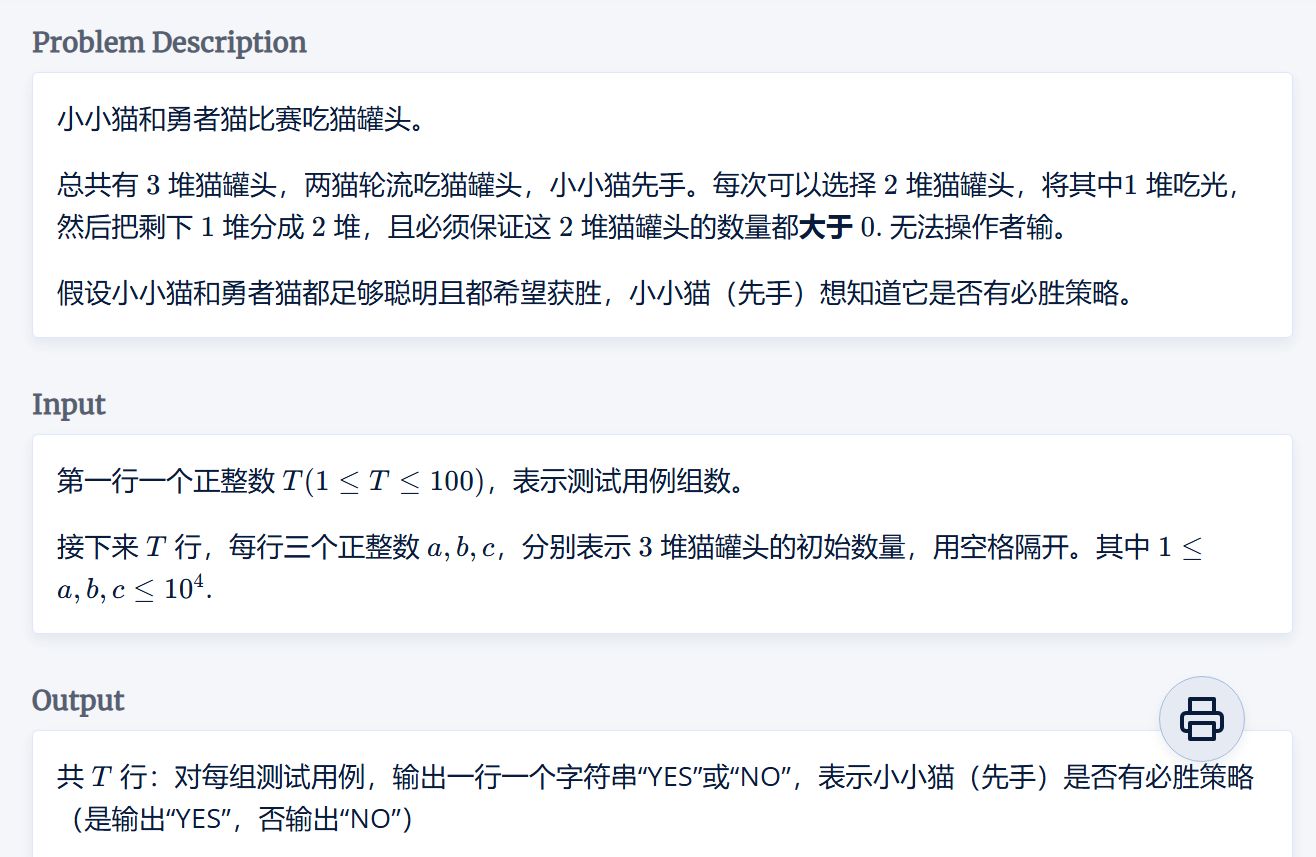 Problem Description
小小猫和勇者猫比赛吃猫罐头。
总共有 3 堆猫罐头，两猫轮流吃猫罐头，小小猫先手。每次可以选择 2 堆猫罐头，将其中1 堆吃光，
然后把剩下 1 堆分成 2 堆，且必须保证这 2 堆猫罐头的数量都大于 0. 无法操作者输。
假设小小猫和勇者猫都足够聪明且都希望获胜，小小猫（先手）想知道它是否有必胜策略。
Input
第一行一个正整数 T(1 ≤ T ≤ 100)，表示测试用例组数。
接下来 T 行，每行三个正整数 a, b, c，分别表示 3 堆猫罐头的初始数量，用空格隔开。其中 1 ≤
a, b, c ≤ 10⁴.
Output
共 T 行：对每组测试用例，输出一行一个字符串“YES”或“NO”，表示小小猫（先手）是否有必胜策略
（是输出“YES”，否输出“NO”）